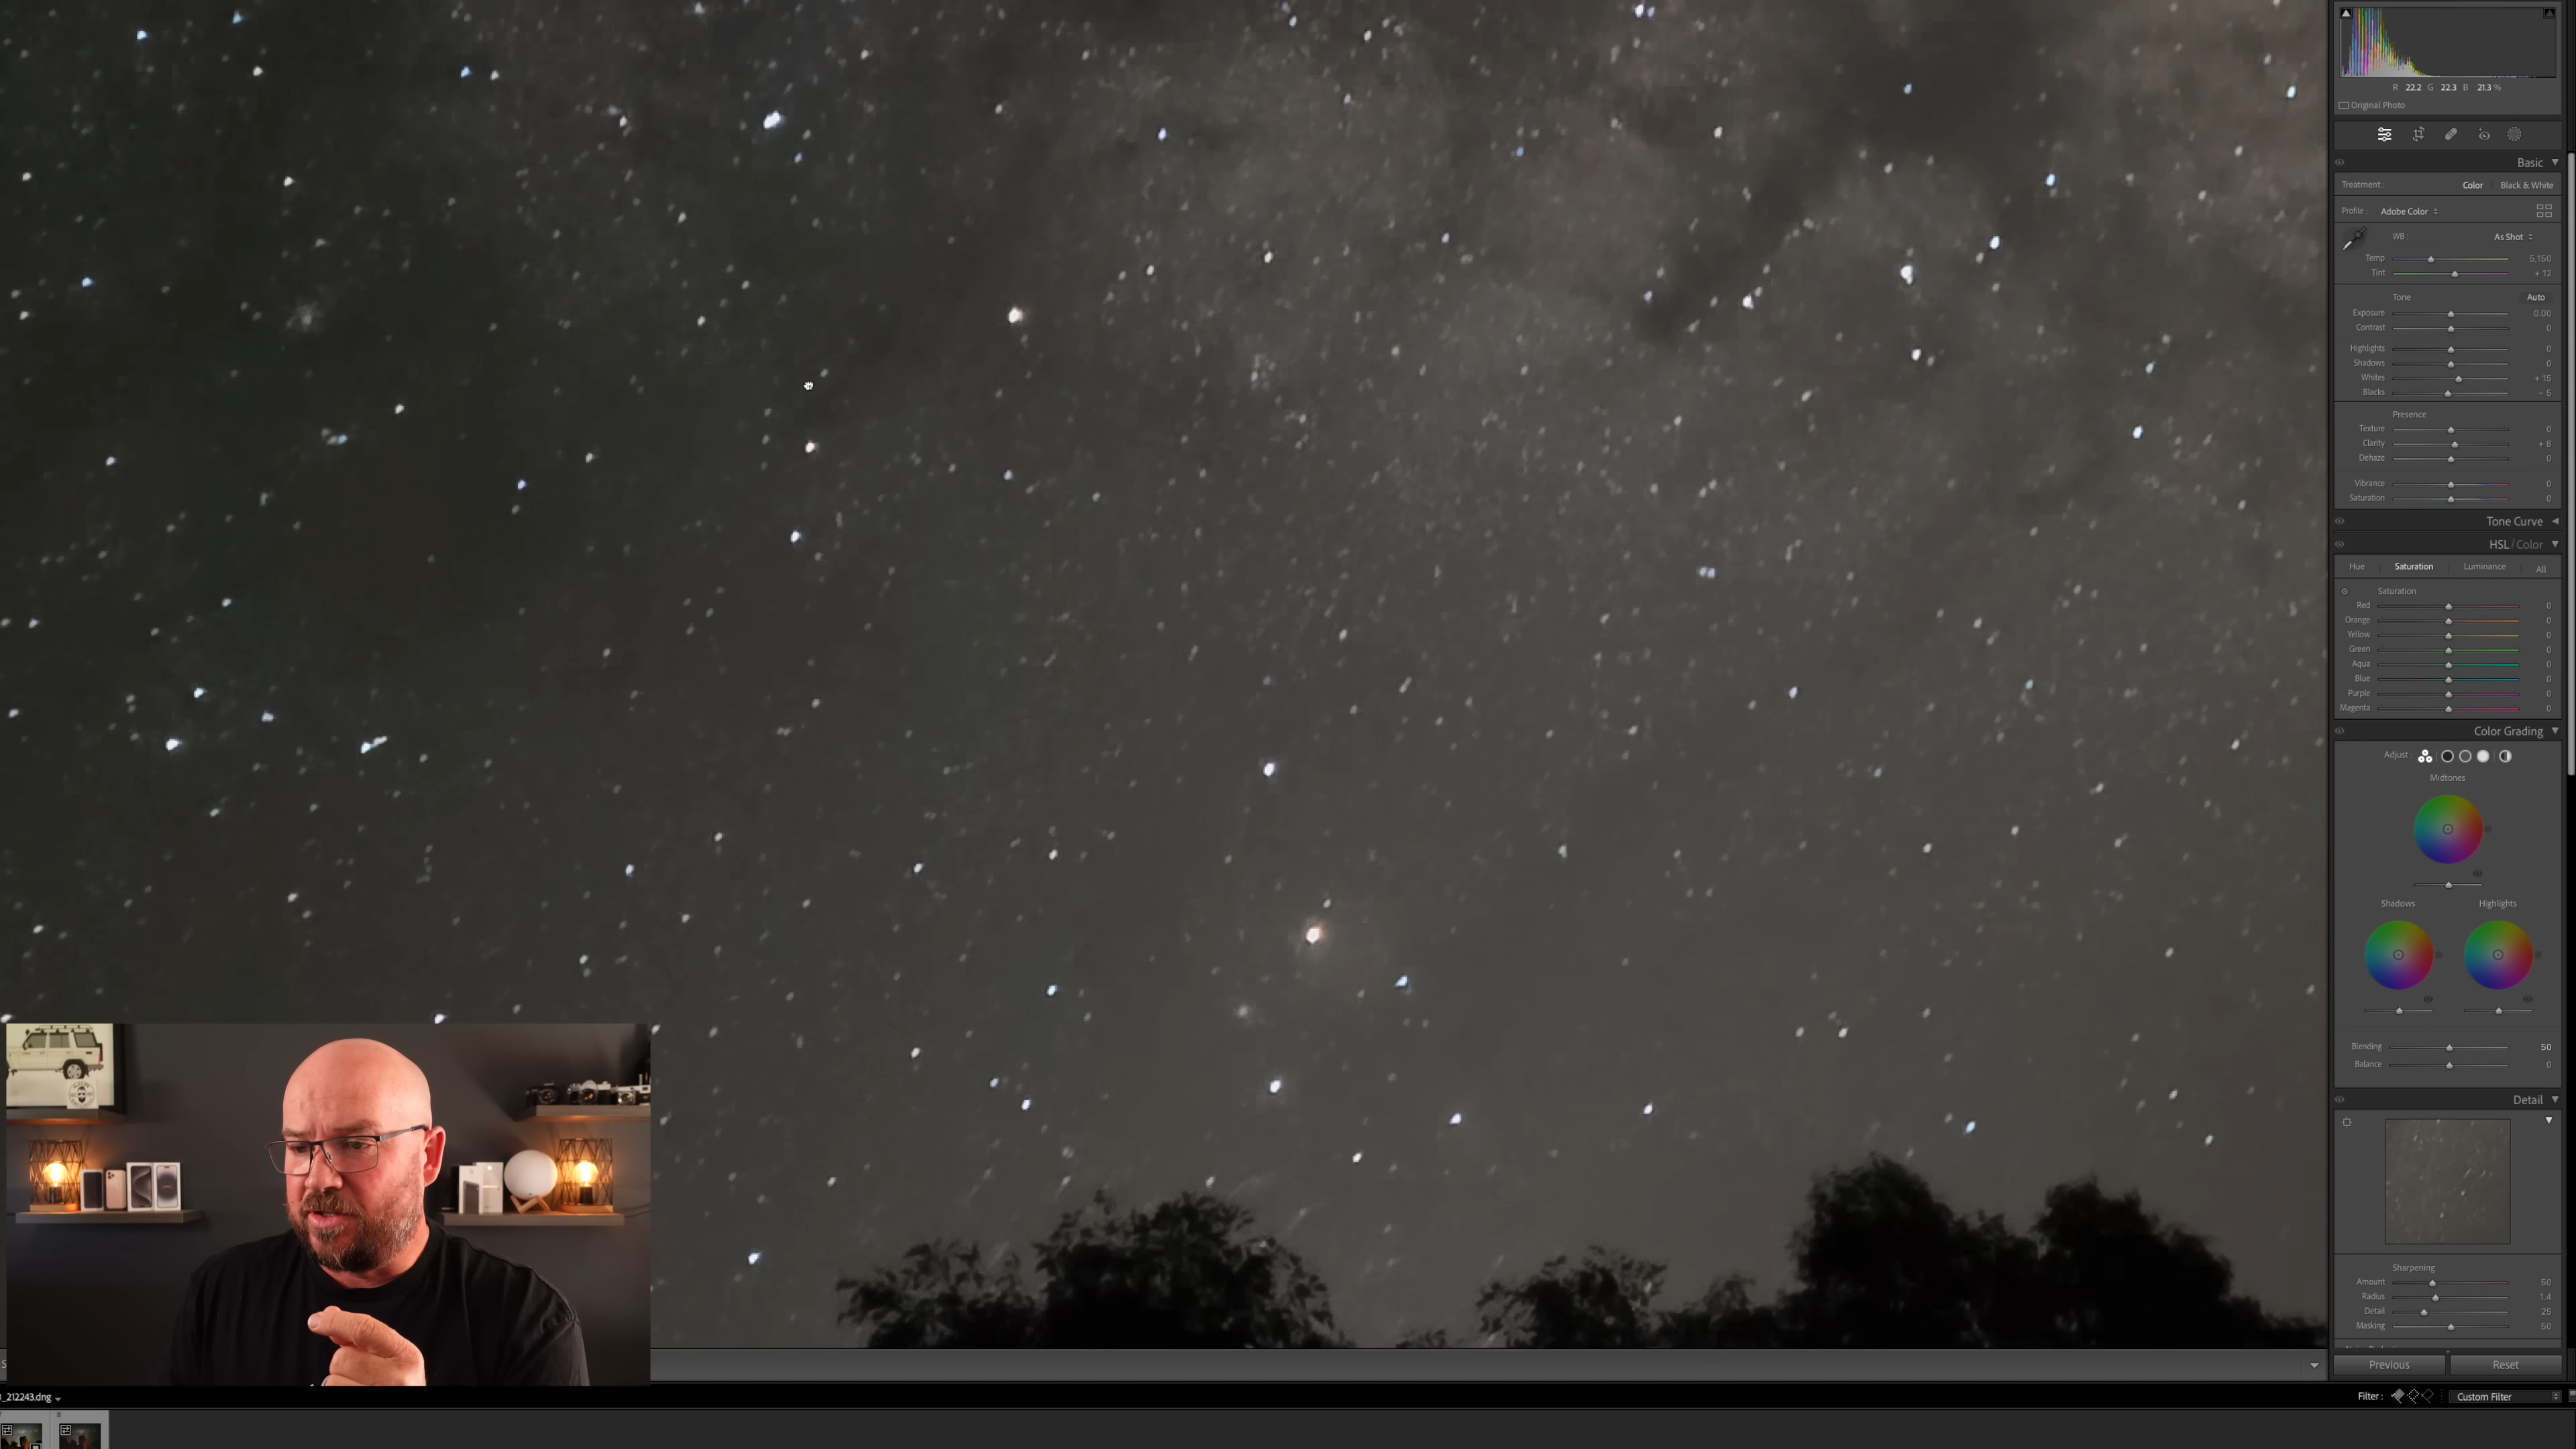 R 22.2 G 22.3 B 21.3 %
Original Photo
Basic
Treatment : Color Black & White
Profile : Adobe Color
WB : As Shot
Temp 5,150
Tint + 12
Tone Auto
Exposure 0.00
Contrast 0
Highlights 0
Shadows 0
Whites + 15
Blacks – 5
Presence
Texture 0
Clarity + 8
Dehaze 0
Vibrance 0
Saturation 0
Tone Curve
HSL / Color
Hue Saturation Luminance All
Saturation
Red 0
Orange 0
Yellow 0
Green 0
Aqua 0
Blue 0
Purple 0
Magenta 0
Color Grading
Adjust :
Midtones
Shadows Highlights
Blending 50
Balance 0
Detail
Sharpening
Amount 50
Radius 1.4
Detail 25
Masking 50
Previous Reset
_212243.dng
Filter : Custom Filter